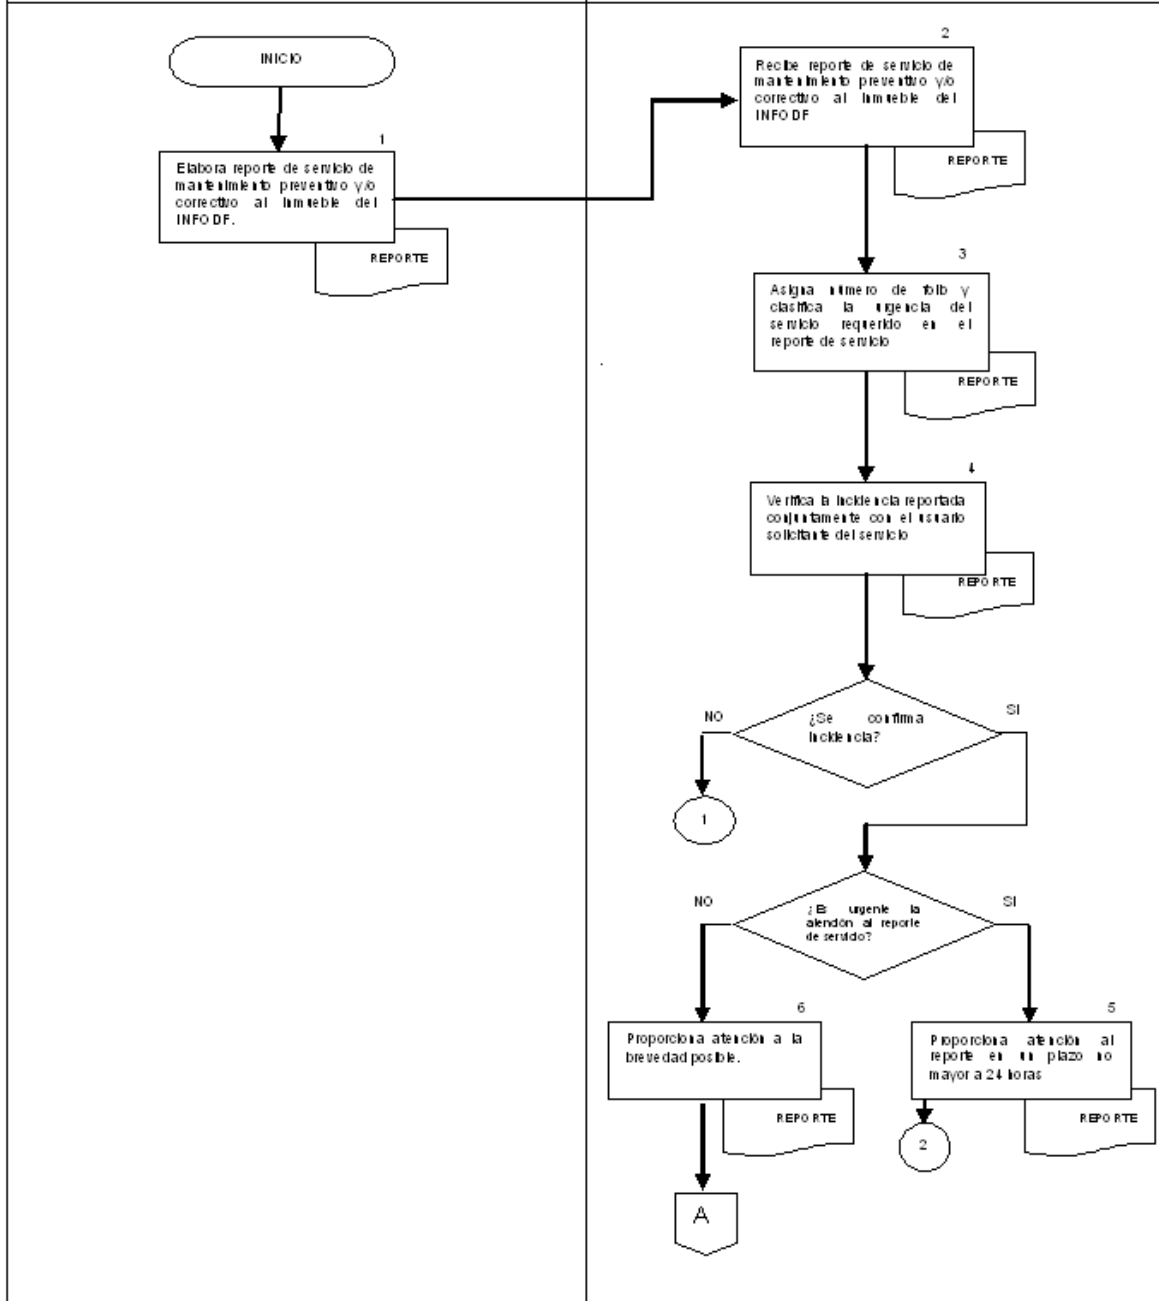 INICIO
1
Elabora reporte de servicio de
mantenimiento preventivo y/o
correctivo al inmueble del
INFODF.
REPORTE
2
Recibe reporte de servicio de
mantenimiento preventivo y/o
correctivo al inmueble del
INFODF
REPORTE
3
Asigna número de folio y
clasifica la urgencia del
servicio requerido en el
reporte de servicio
REPORTE
4
Verifica la incidencia reportada
conjuntamente con el usuario
solicitante del servicio
REPORTE
¿Se confirma
incidencia?
NO
SI
1
¿Es urgente la
atención al reporte
de servicio?
NO
SI
6
Proporciona atención a la
brevedad posible.
REPORTE
A
5
Proporciona atención al
reporte en un plazo no
mayor a 24 horas
REPORTE
2